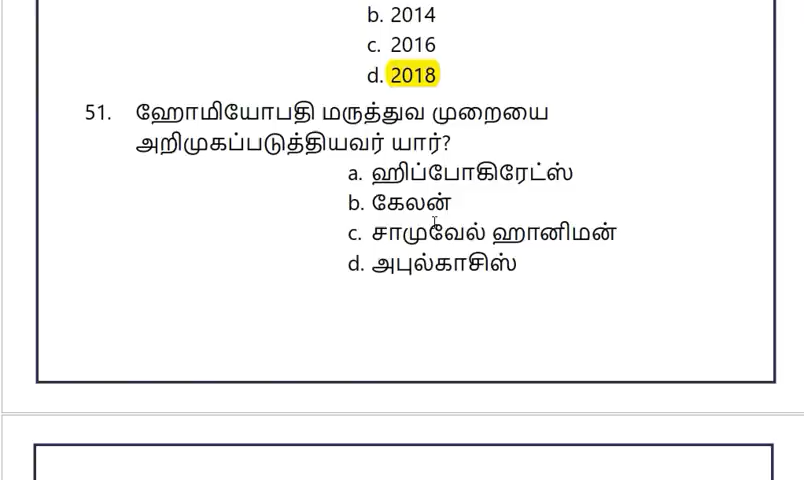 b. 2014
c. 2016
d. 2018
51. ஹோமியோபதி மருத்துவ முறையை
அறிமுகப்படுத்தியவர் யார்?
a. ஹிப்போகிரேட்ஸ்
b. கேலன்
c. சாமுவேல் ஹானிமன்
d. அபுல்காசிஸ்